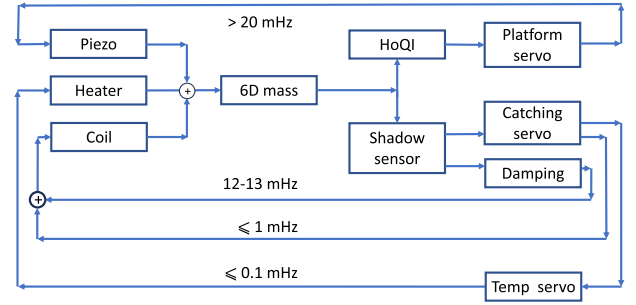 > 20 mHz
Piezo
HoQI
Platform
servo
Heater
+
6D mass
Coil
Shadow
sensor
Catching
servo
Damping
12-13 mHz
+
⩽ 1 mHz
⩽ 0.1 mHz
Temp servo